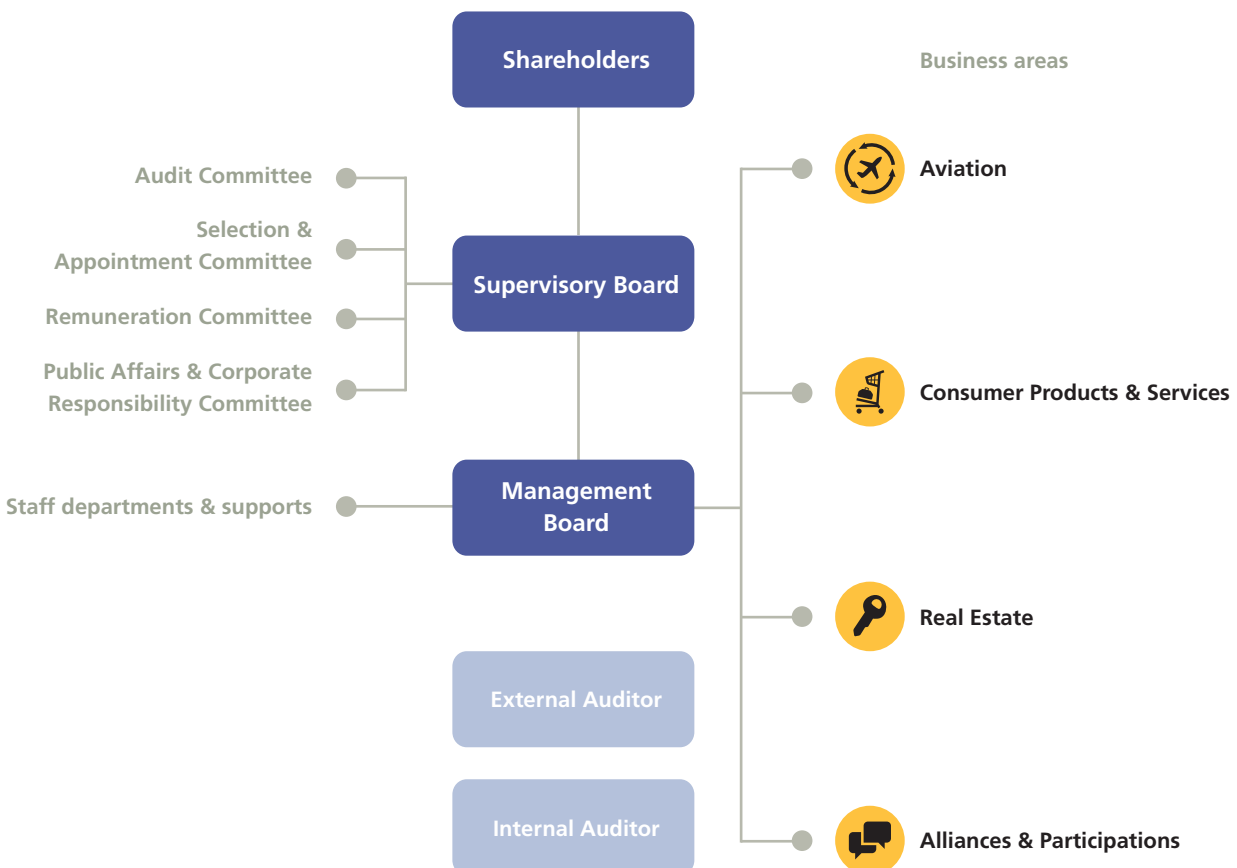 Shareholders
Business areas
Audit Committee
Aviation
Selection &
Appointment Committee
Supervisory Board
Remuneration Committee
Public Affairs & Corporate
Responsibility Committee
Consumer Products & Services
Management
Board
Staff departments & supports
Real Estate
External Auditor
Internal Auditor
Alliances & Participations